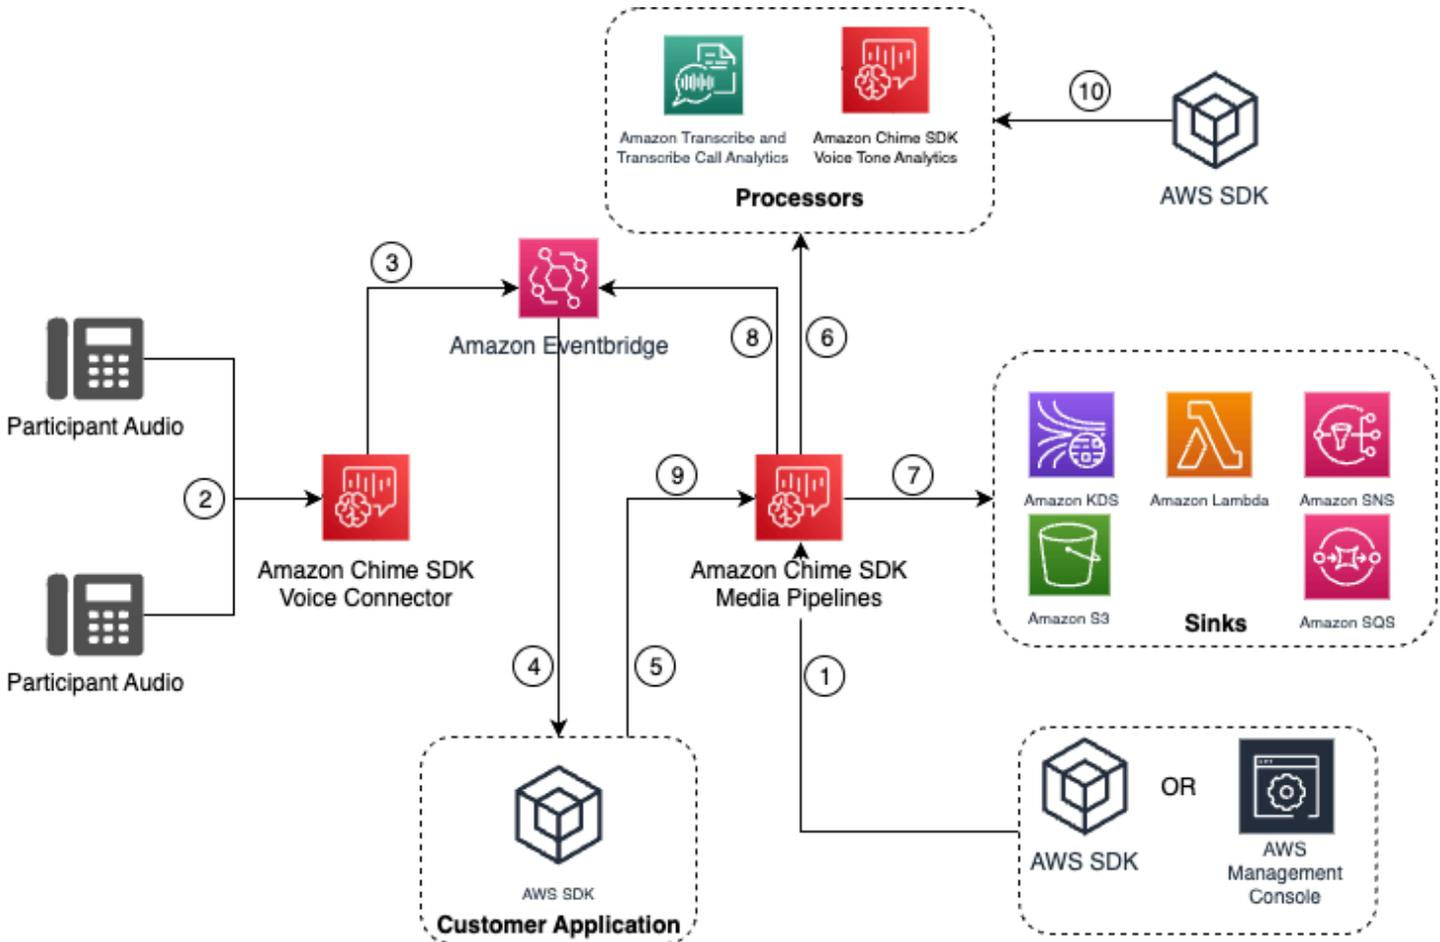 Amazon Transcribe and
Transcribe Call Analytics
Amazon Chime SDK
Voice Tone Analytics
Processors
10
AWS SDK
3
Amazon Eventbridge
8
6
Participant Audio
2
Amazon Chime SDK
Voice Connector
9
Amazon Chime SDK
Media Pipelines
7
Amazon KDS
Amazon Lambda
Amazon SNS
Amazon S3
Sinks
Amazon SQS
Participant Audio
4
5
1
AWS SDK
Customer Application
AWS SDK
OR
AWS
Management
Console